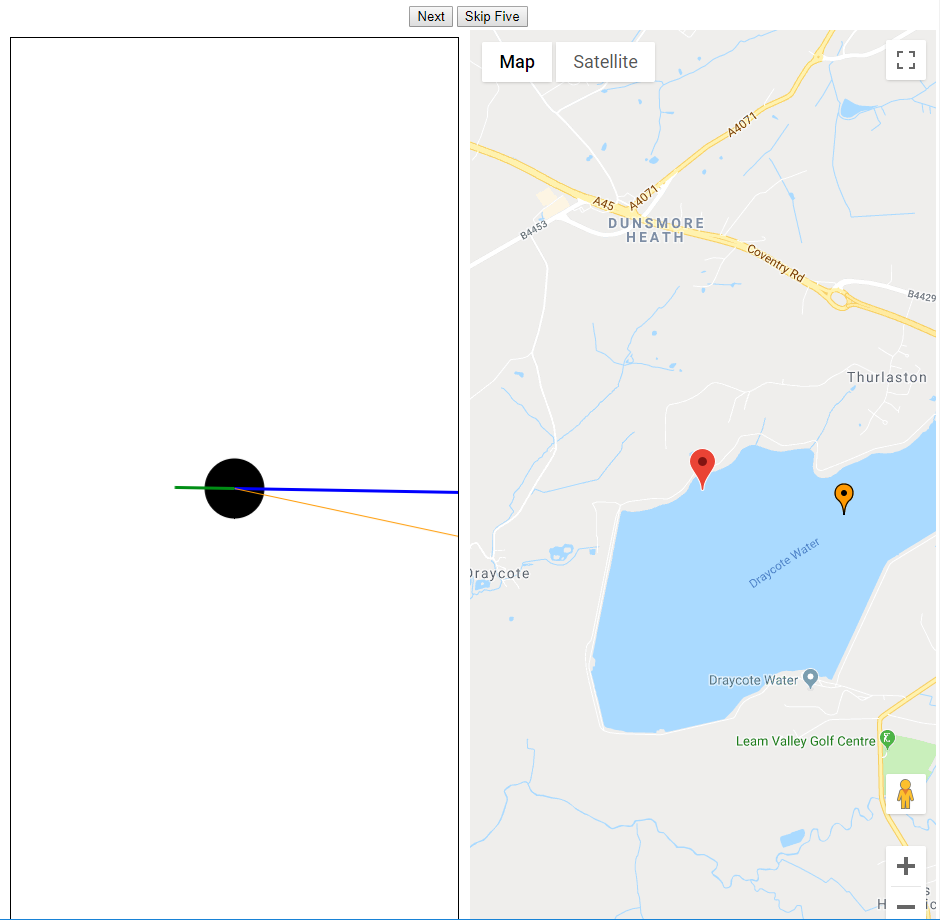 Next Skip Five
Map Satellite
A4071
A4071
A45
B4453
DUNSMORE
HEATH
Coventry Rd
B4429
Thurlaston
Draycote Water
Draycote
Draycote Water
Leam Valley Golf Centre